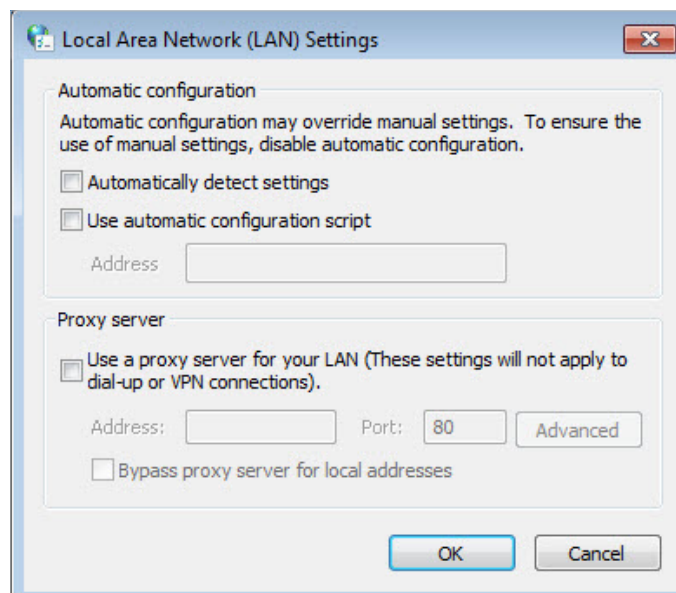 Local Area Network (LAN) Settings
Automatic configuration
Automatic configuration may override manual settings. To ensure the
use of manual settings, disable automatic configuration.
Automatically detect settings
Use automatic configuration script
Address
Proxy server
Use a proxy server for your LAN (These settings will not apply to
dial-up or VPN connections).
Address: Port: 80 Advanced
Bypass proxy server for local addresses
OK Cancel